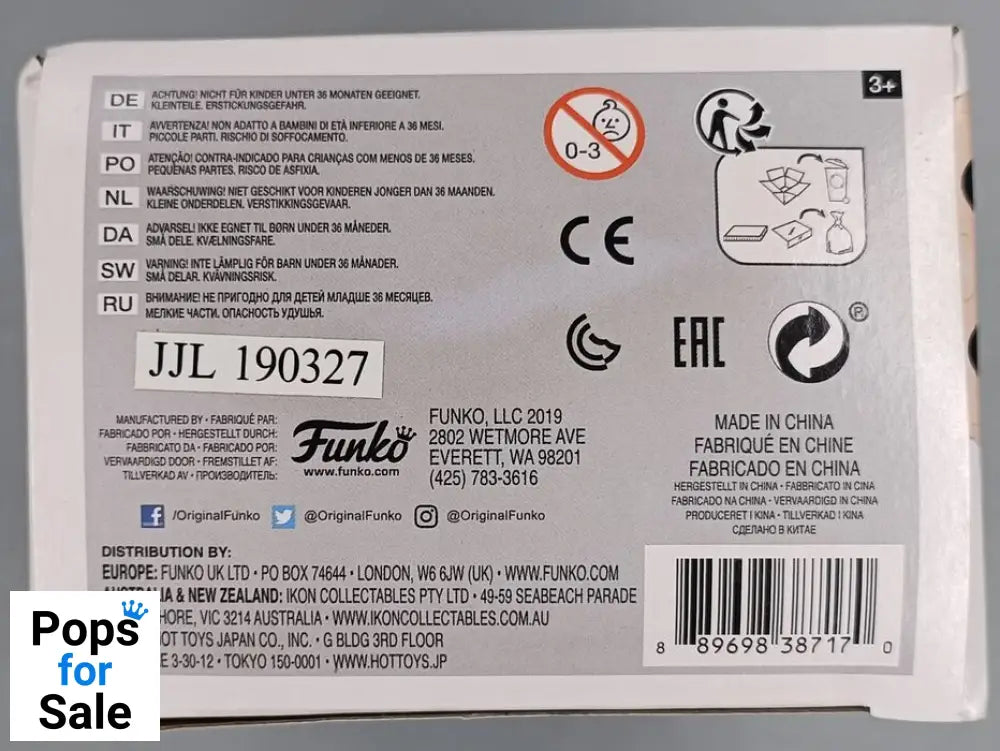 3+
DE ACHTUNG! NICHT FÜR KINDER UNTER 36 MONATEN GEEIGNET.
KLEINTEILE. ERSTICKUNGSGEFAHR.
IT AVVERTENZA! NON ADATTO A BAMBINI DI ETÀ INFERIORE A 36 MESI.
PICCOLE PARTI. RISCHIO DI SOFFOCAMENTO.
PO ATENÇÃO! CONTRA-INDICADO PARA CRIANÇAS COM MENOS DE 36 MESES.
PEQUENAS PARTES. RISCO DE ASFIXIA.
NL WAARSCHUWING! NIET GESCHIKT VOOR KINDEREN JONGER DAN 36 MAANDEN.
KLEINE ONDERDELEN. VERSTIKKINGSGEVAAR.
DA ADVARSEL! IKKE EGNET TIL BØRN UNDER 36 MÅNEDER.
SMÅ DELE. KVÆLNINGSFARE.
SW VARNING! INTE LÄMPLIG FÖR BARN UNDER 36 MÅNADER.
SMÅ DELAR. KVÄVNINGSRISK.
RU ВНИМАНИЕ! НЕ ПРИГОДНО ДЛЯ ДЕТЕЙ МЛАДШЕ 36 МЕСЯЦЕВ.
МЕЛКИЕ ЧАСТИ. ОПАСНОСТЬ УДУШЬЯ.
0-3
CE
EAC
®
JJL 190327
MANUFACTURED BY • FABRIQUÉ PAR:
FABRICADO POR • HERGESTELLT DURCH:
FABBRICATO DA • FABRICADO POR:
VERVAARDIGD DOOR • FREMSTILLET AF:
TILLVERKAD AV • ПРОИЗВОДИТЕЛЬ:
Funko
www.funko.com
FUNKO, LLC 2019
2802 WETMORE AVE
EVERETT, WA 98201
(425) 783-3616
MADE IN CHINA
FABRIQUÉ EN CHINE
FABRICADO EN CHINA
HERGESTELLT IN CHINA • FABBRICATO IN CINA
FABRICADO NA CHINA • VERVAARDIGD IN CHINA
PRODUCERET I KINA • TILLVERKAD I KINA
СДЕЛАНО В КИТАЕ
/OriginalFunko @OriginalFunko @OriginalFunko
DISTRIBUTION BY:
EUROPE: FUNKO UK LTD • PO BOX 74644 • LONDON, W6 6JW (UK) • WWW.FUNKO.COM
AUSTRALIA & NEW ZEALAND: IKON COLLECTABLES PTY LTD • 49-59 SEABEACH PARADE
HORE, VIC 3214 AUSTRALIA • WWW.IKONCOLLECTABLES.COM.AU
OT TOYS JAPAN CO., INC. • G BLDG 3RD FLOOR
E 3-30-12 • TOKYO 150-0001 • WWW.HOTTOYS.JP
8 89698 38717 0
Pops
for
Sale